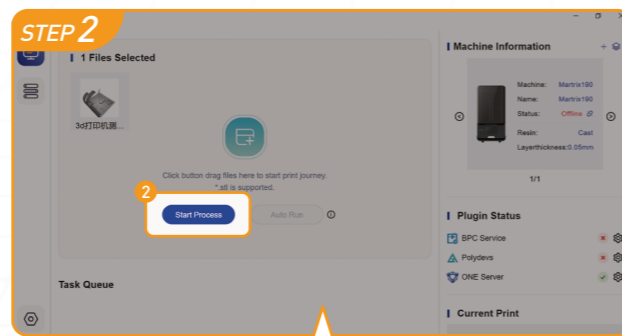 STEP 2
1 Files Selected
3d打印机测...
Click button drag files here to start print journey.
*.stl is supported.
2
Start Process
Auto Run
Task Queue
Machine Information
Machine: Martrix190
Name: Martrix190
Status: Offline
Resin: Cast
Layerthickness:0.05mm
1/1
Plugin Status
BPC Service
Polydevs
ONE Server
Current Print